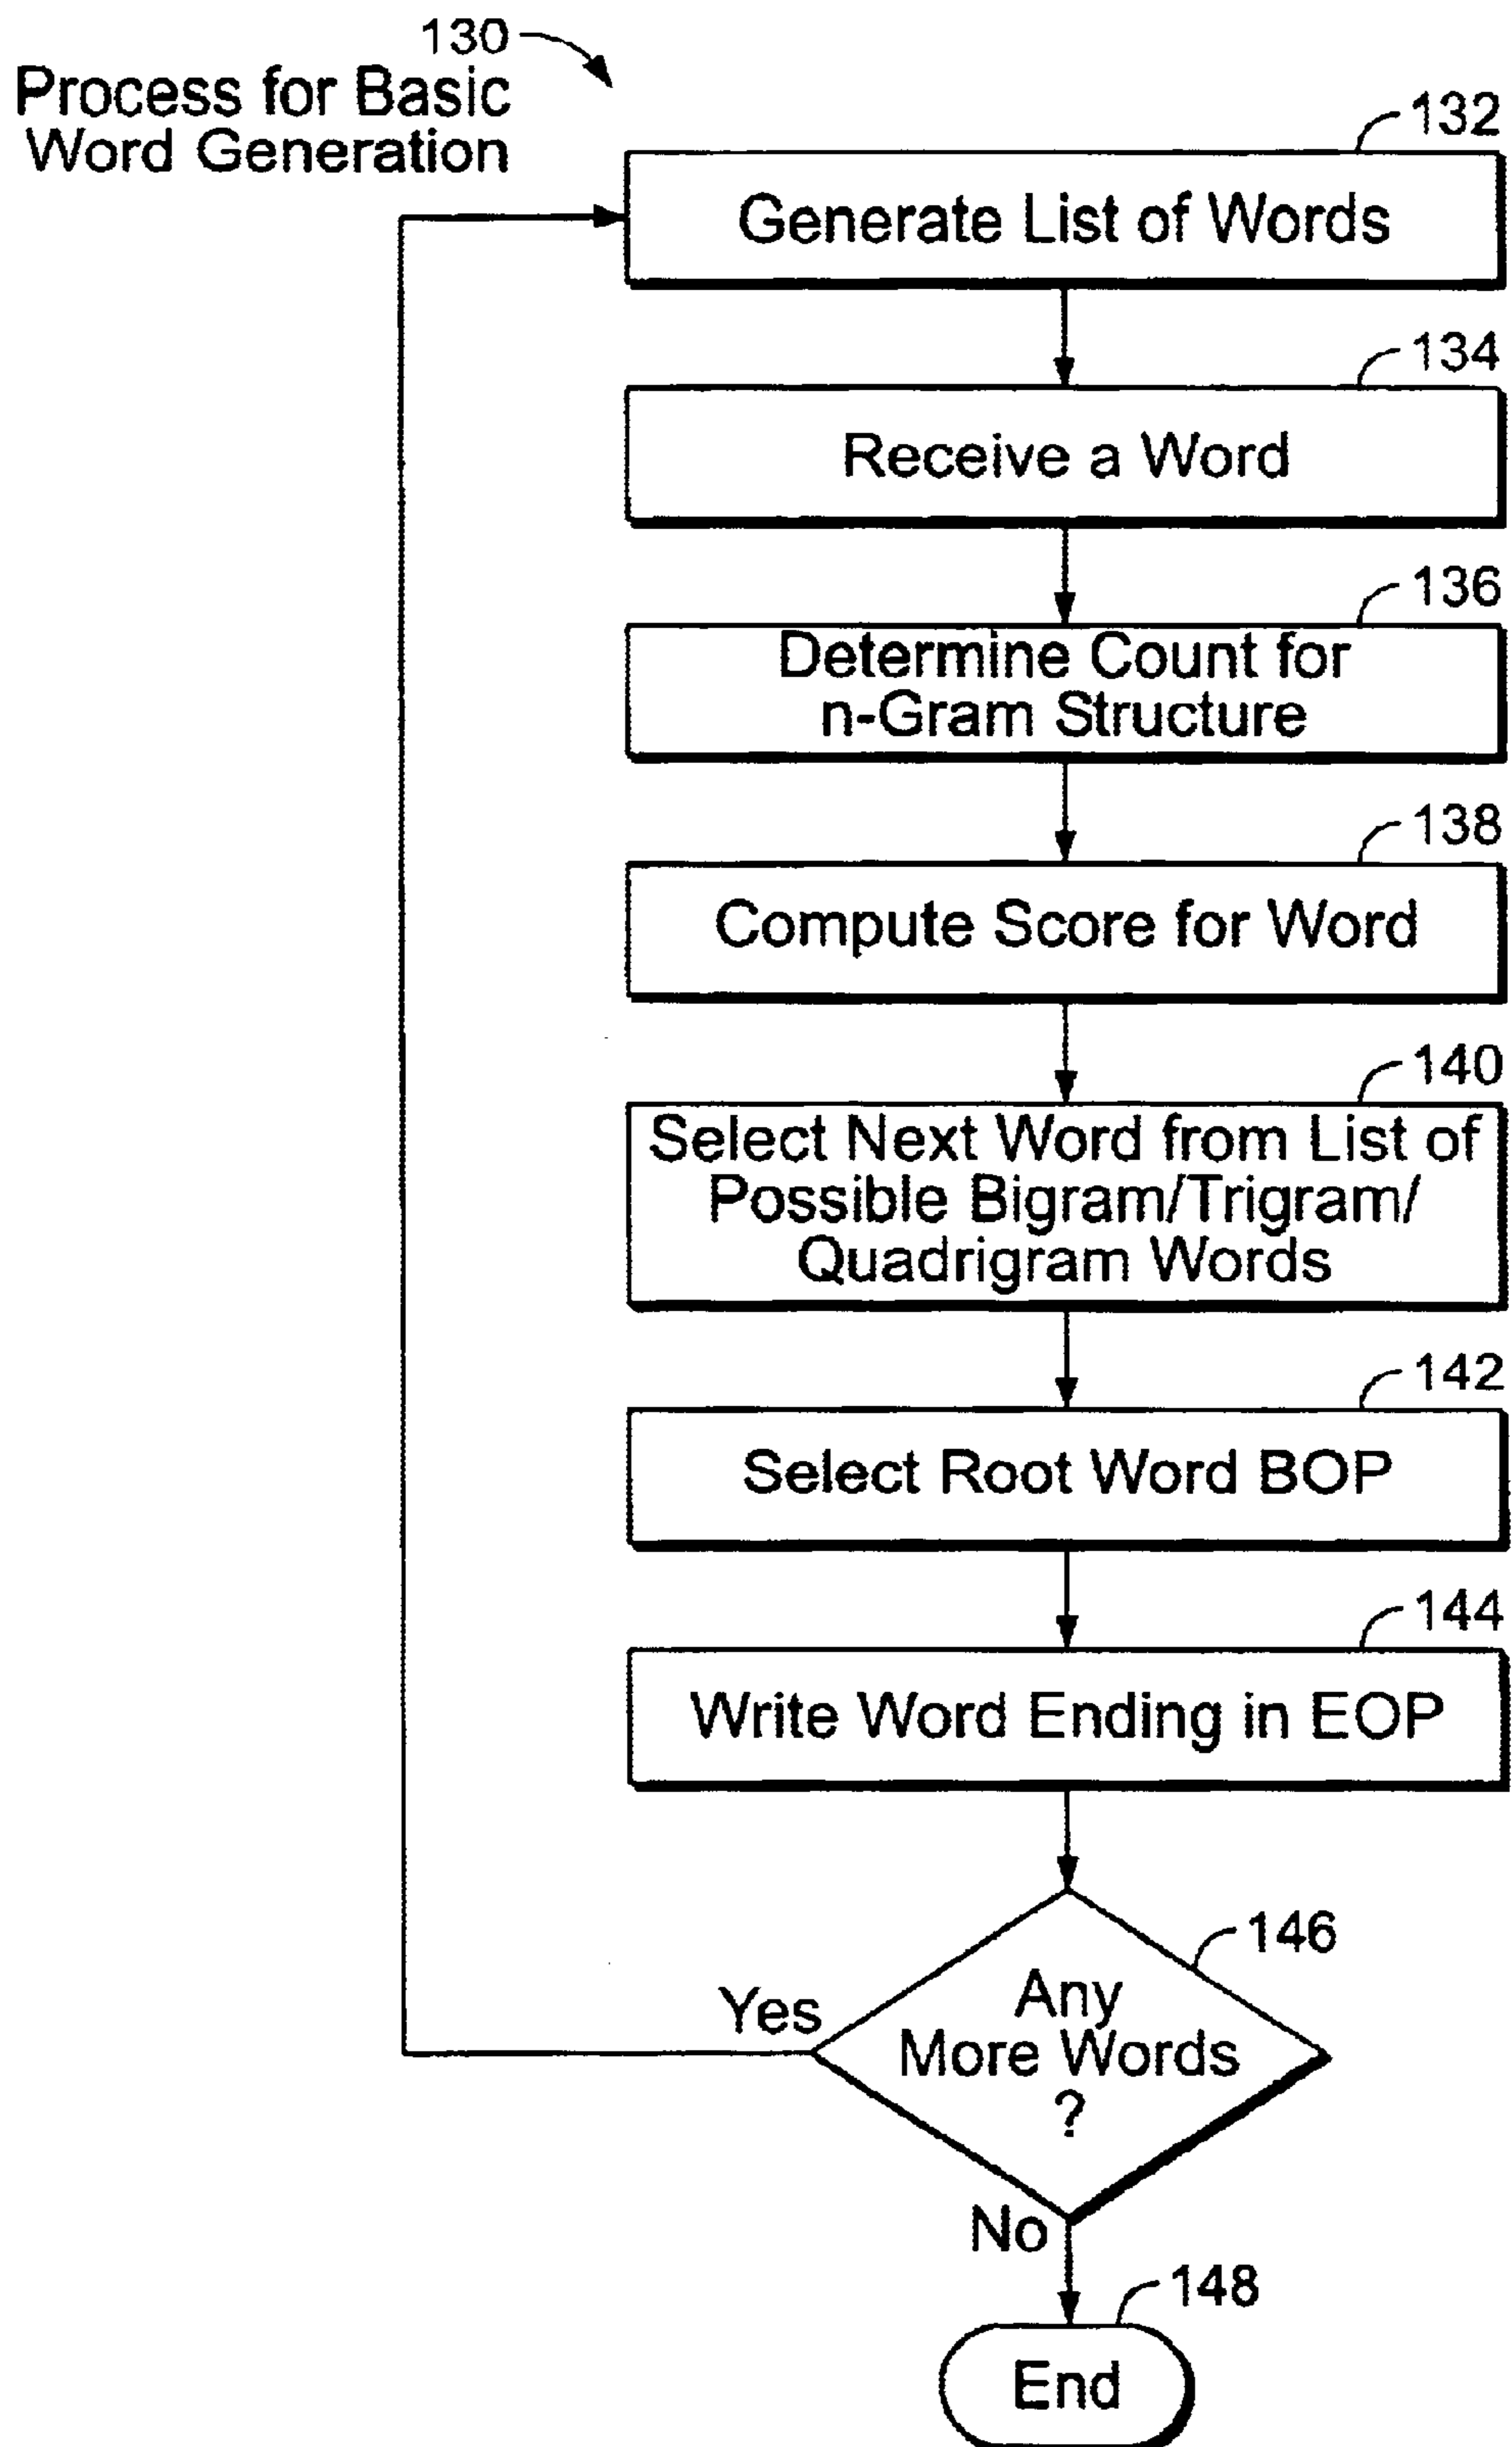 130
Process for Basic
Word Generation
132
Generate List of Words
134
Receive a Word
136
Determine Count for
n-Gram Structure
138
Compute Score for Word
140
Select Next Word from List of
Possible Bigram/Trigram/
Quadrigram Words
142
Select Root Word BOP
144
Write Word Ending in EOP
146
Any
More Words
?
Yes
No
148
End